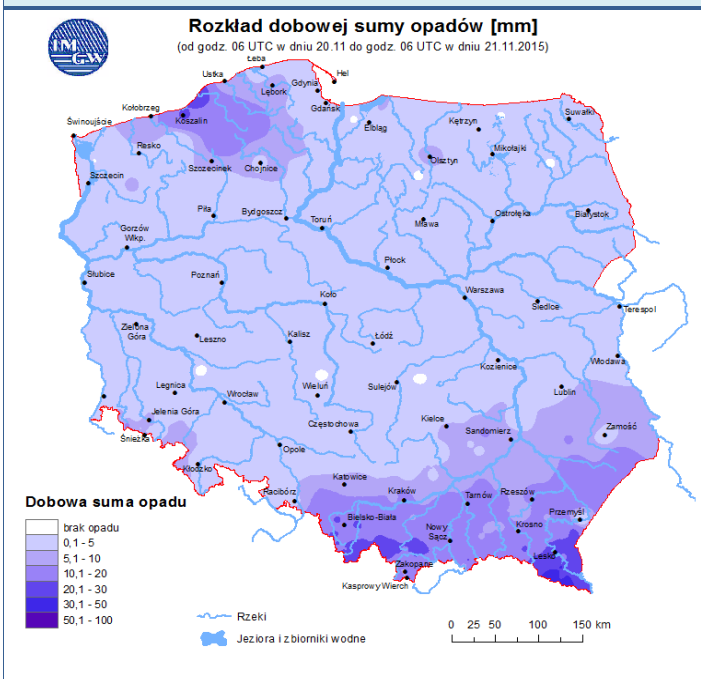 Rozkład dobowej sumy opadów [mm]
(od godz. 06 UTC w dniu 20.11 do godz. 06 UTC w dniu 21.11.2015)
IM
GW
Łeba
Ustka
Hel
Lębork
Gdynia
Gdańsk
Kołobrzeg
Koszalin
Świnoujście
Elbląg
Kętrzyn
Suwałki
Resko
Mikołajki
Olsztyn
Szczecin
Szczecinek
Chojnice
Piła
Bydgoszcz
Toruń
Mława
Ostrołęka
Białystok
Gorzów
Wlkp.
Płock
Słubice
Poznań
Koło
Warszawa
Siedlce
Terespol
Zielona
Góra
Leszno
Kalisz
Łódź
Kozienice
Włodawa
Legnica
Wrocław
Wieluń
Sulejów
Lublin
Jelenia Góra
Śnieżka
Częstochowa
Kielce
Sandomierz
Zamość
Opole
Kłodzko
Katowice
Racibórz
Kraków
Tarnów
Rzeszów
Przemyśl
Bielsko-Biała
Nowy
Sącz
Krosno
Lesko
Zakopane
Kasprowy Wierch
Dobowa suma opadu
brak opadu
0,1 - 5
5,1 - 10
10,1 - 20
20,1 - 30
30,1 - 50
50,1 - 100
Rzeki
Jeziora i zbiorniki wodne
0 25 50 100 150 km